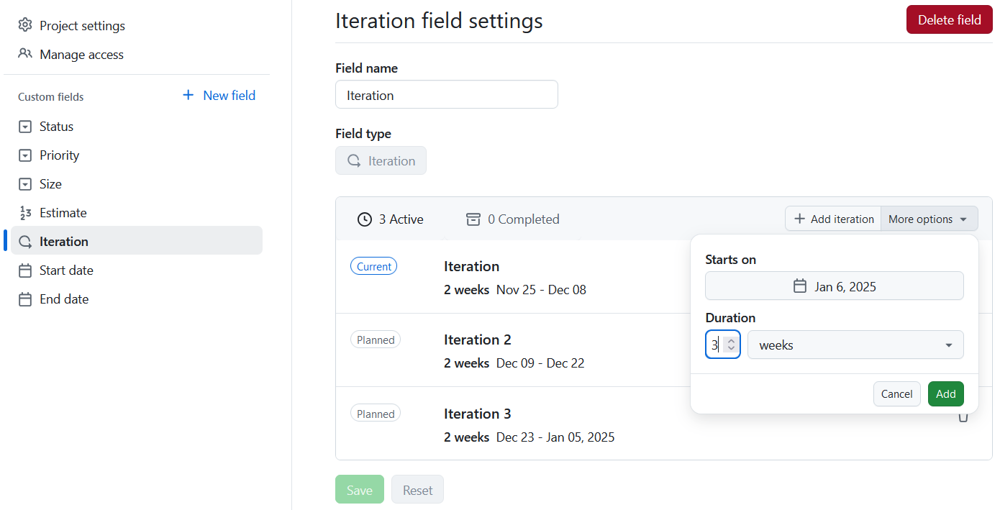 Project settings
Manage access
Custom fields
New field
Status
Priority
Size
Estimate
Iteration
Start date
End date
Iteration field settings
Delete field
Field name
Iteration
Field type
Iteration
3 Active
0 Completed
Add iteration
More options
Current
Iteration
2 weeks Nov 25 - Dec 08
Planned
Iteration 2
2 weeks Dec 09 - Dec 22
Planned
Iteration 3
2 weeks Dec 23 - Jan 05, 2025
Starts on
Jan 6, 2025
Duration
3
weeks
Cancel
Add
Save
Reset